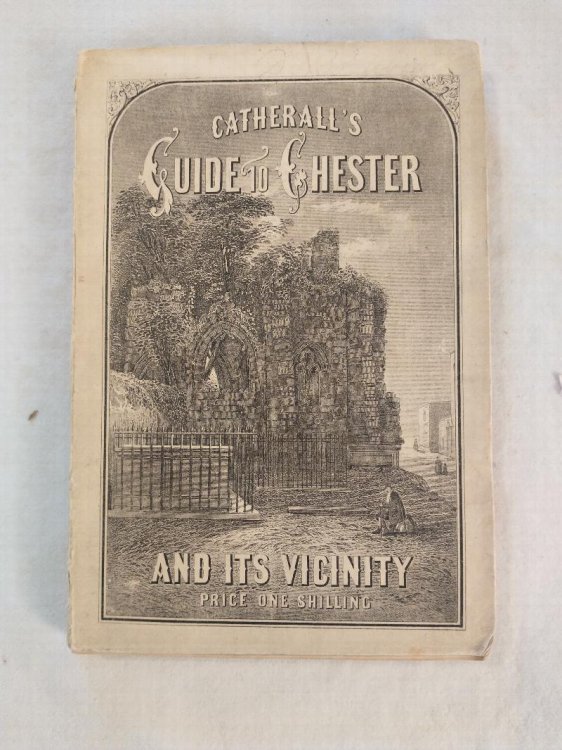 CATHERALL'S
GUIDE TO CHESTER
AND ITS VICINITY
PRICE ONE SHILLING